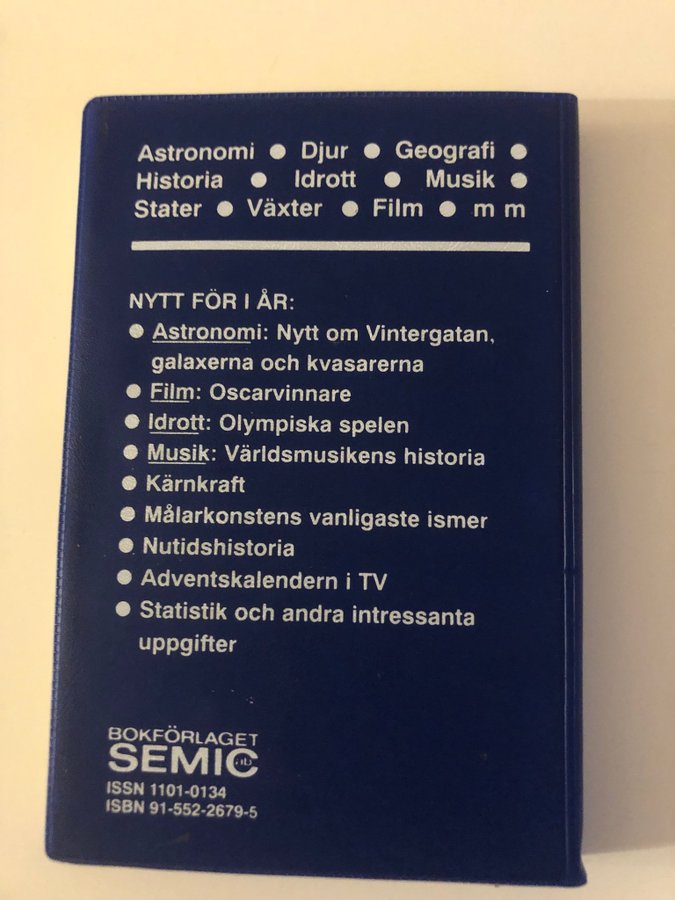 Astronomi ● Djur ● Geografi ●
Historia ● Idrott ● Musik ●
Stater ● Växter ● Film ● m m
NYTT FÖR I ÅR:
● Astronomi: Nytt om Vintergatan,
galaxerna och kvasarerna
● Film: Oscarvinnare
● Idrott: Olympiska spelen
● Musik: Världsmusikens historia
● Kärnkraft
● Målarkonstens vanligaste ismer
● Nutidshistoria
● Adventskalendern i TV
● Statistik och andra intressanta
uppgifter
BOKFÖRLAGET
SEMIC ab
ISSN 1101-0134
ISBN 91-552-2679-5